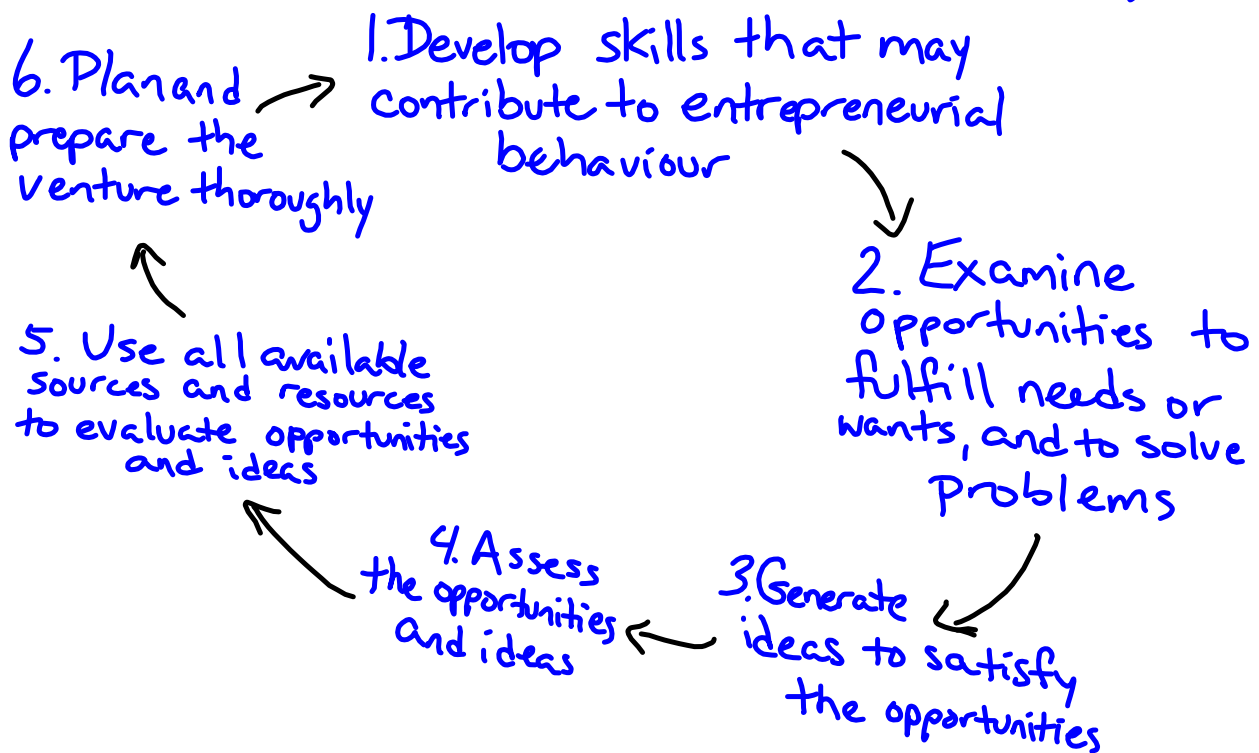 1. Develop skills that may
contribute to entrepreneurial
behaviour
2. Examine
opportunities to
fulfill needs or
wants, and to solve
problems
3. Generate
ideas to satisfy
the opportunities
4. Assess
the opportunities
and ideas
5. Use all available
sources and resources
to evaluate opportunities
and ideas
6. Plan and
prepare the
venture thoroughly